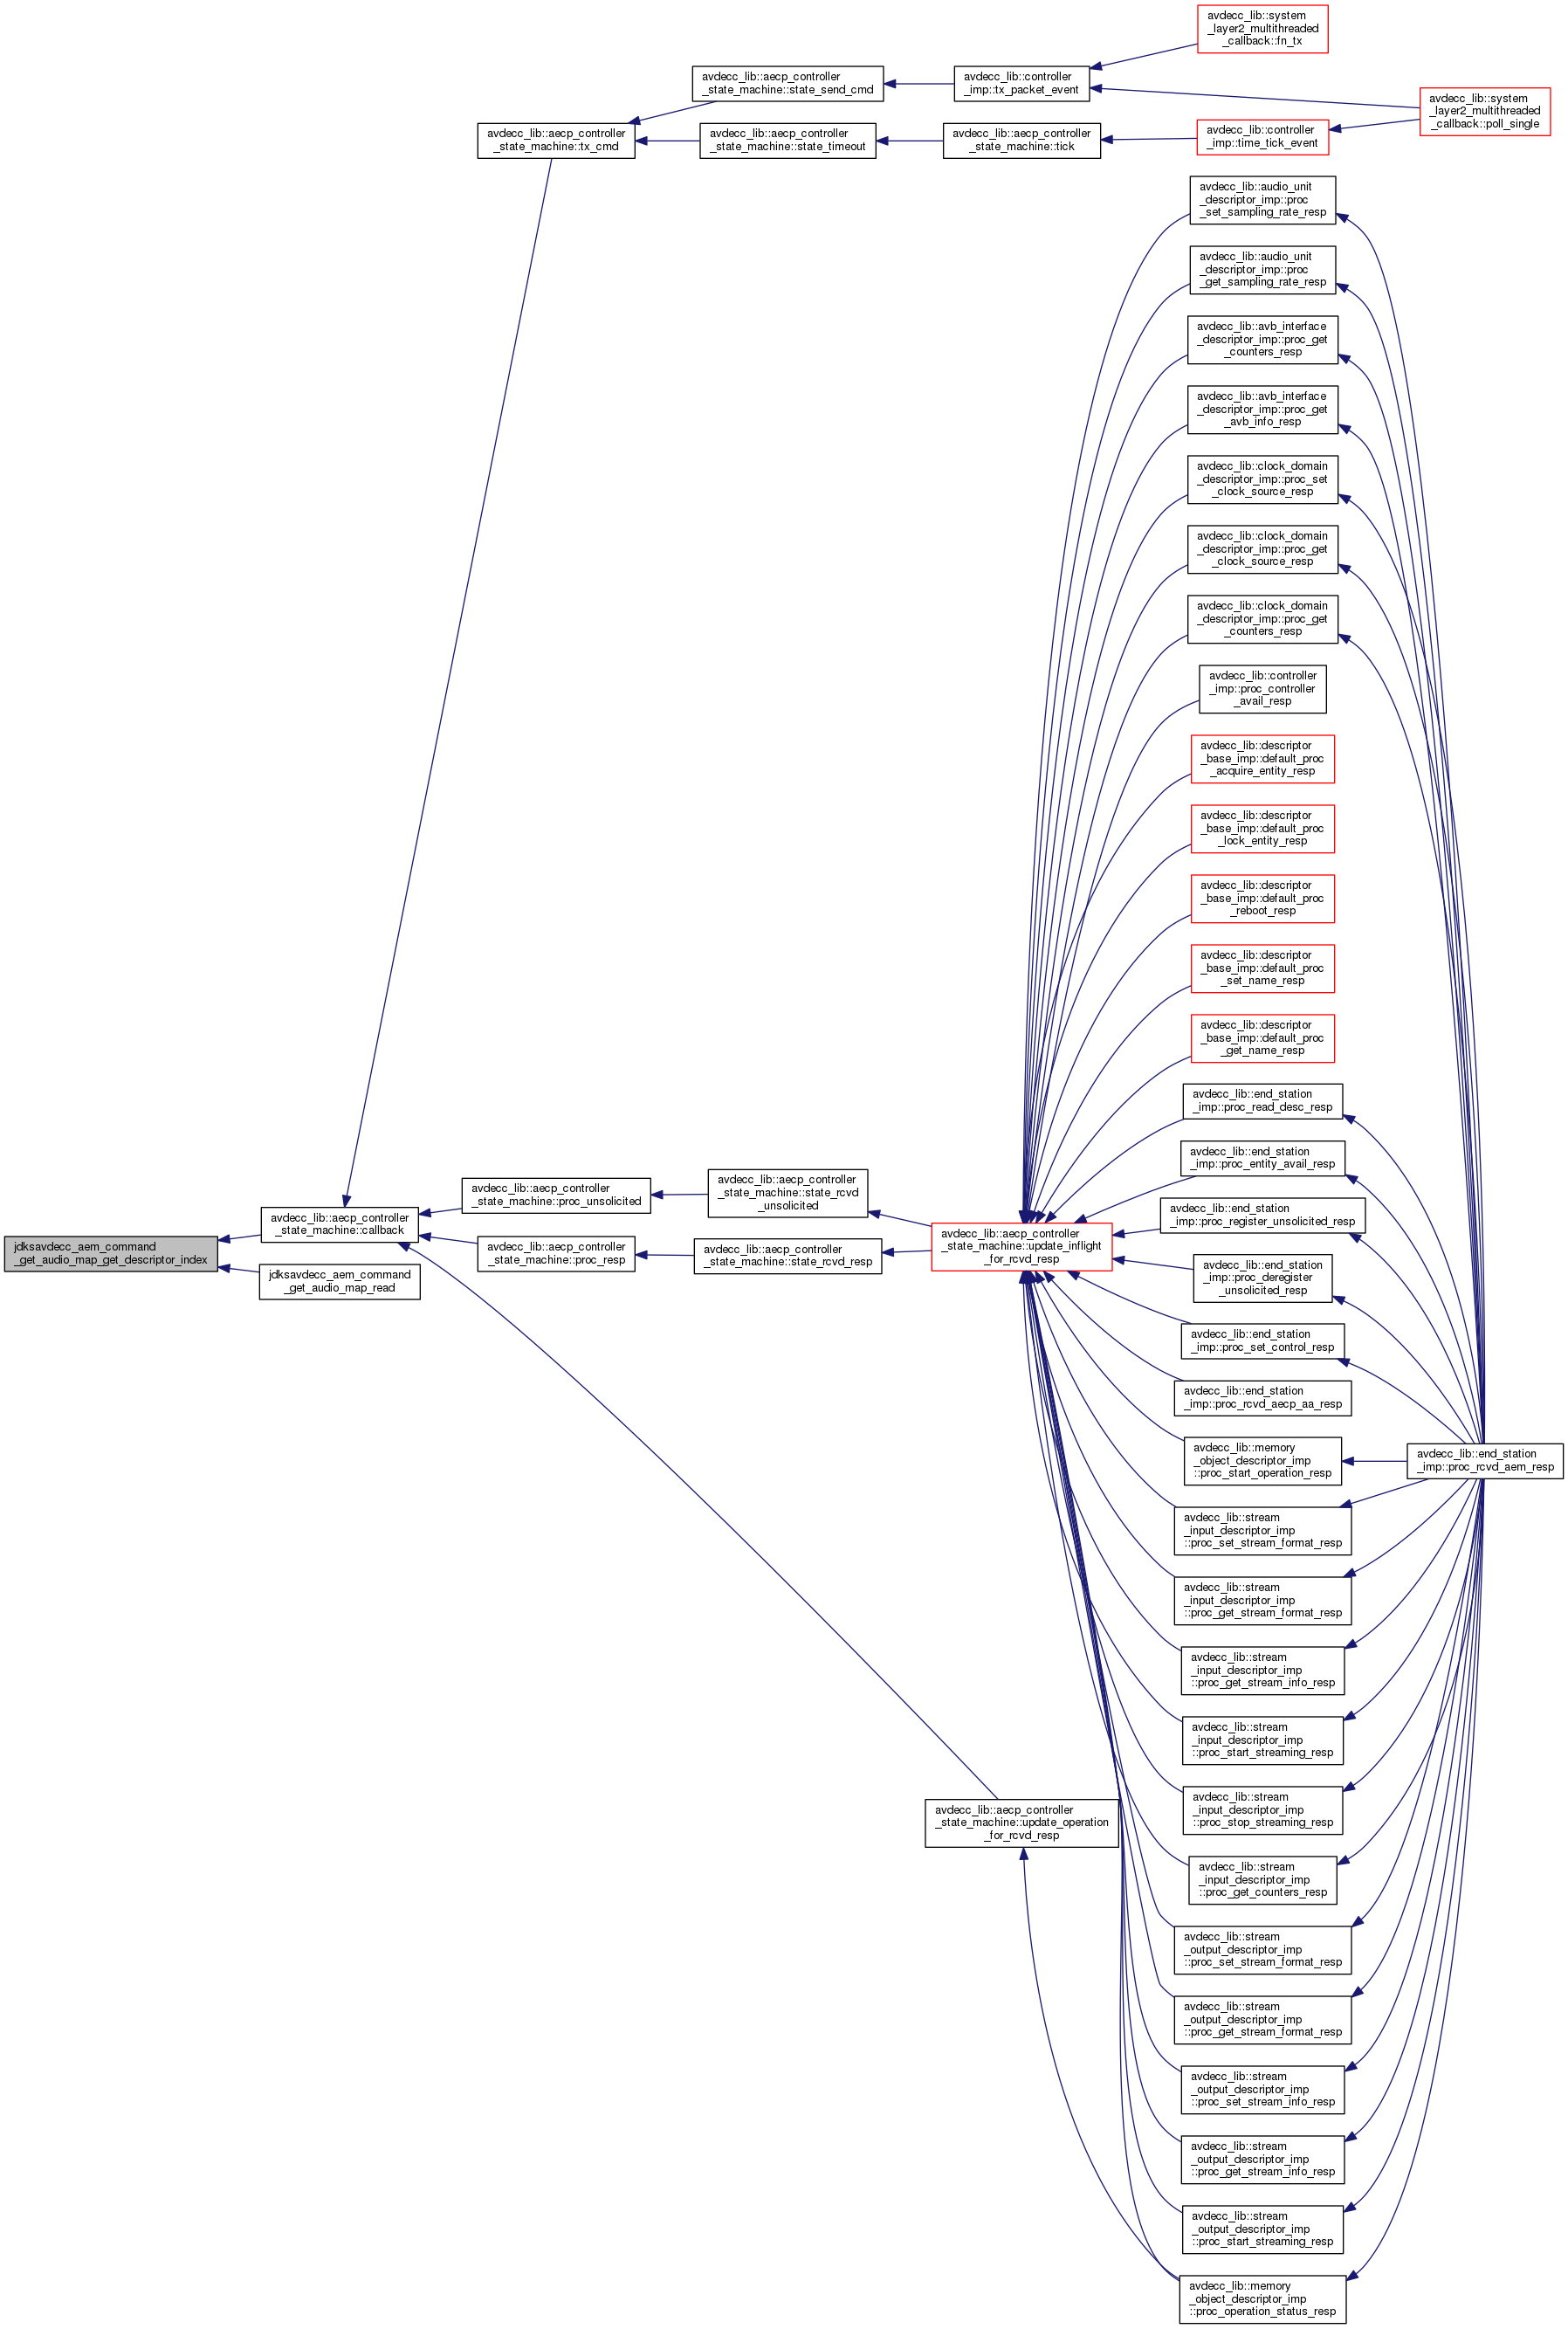 avdecc_lib::system
_layer2_multithreaded
_callback::fn_tx
avdecc_lib::aecp_controller
_state_machine::state_send_cmd
avdecc_lib::controller
_imp::tx_packet_event
avdecc_lib::system
_layer2_multithreaded
_callback::poll_single
avdecc_lib::aecp_controller
_state_machine::tx_cmd
avdecc_lib::aecp_controller
_state_machine::state_timeout
avdecc_lib::aecp_controller
_state_machine::tick
avdecc_lib::controller
_imp::time_tick_event
avdecc_lib::audio_unit
_descriptor_imp::proc
_set_sampling_rate_resp
avdecc_lib::audio_unit
_descriptor_imp::proc
_get_sampling_rate_resp
avdecc_lib::avb_interface
_descriptor_imp::proc_get
_counters_resp
avdecc_lib::avb_interface
_descriptor_imp::proc_get
_avb_info_resp
avdecc_lib::clock_domain
_descriptor_imp::proc_set
_clock_source_resp
avdecc_lib::clock_domain
_descriptor_imp::proc_get
_clock_source_resp
avdecc_lib::clock_domain
_descriptor_imp::proc_get
_counters_resp
avdecc_lib::controller
_imp::proc_controller
_avail_resp
avdecc_lib::descriptor
_base_imp::default_proc
_acquire_entity_resp
avdecc_lib::descriptor
_base_imp::default_proc
_lock_entity_resp
avdecc_lib::descriptor
_base_imp::default_proc
_reboot_resp
avdecc_lib::descriptor
_base_imp::default_proc
_set_name_resp
avdecc_lib::descriptor
_base_imp::default_proc
_get_name_resp
avdecc_lib::end_station
_imp::proc_read_desc_resp
avdecc_lib::end_station
_imp::proc_entity_avail_resp
jdksavdecc_aem_command
_get_audio_map_get_descriptor_index
avdecc_lib::aecp_controller
_state_machine::callback
jdksavdecc_aem_command
_get_audio_map_read
avdecc_lib::aecp_controller
_state_machine::proc_unsolicited
avdecc_lib::aecp_controller
_state_machine::proc_resp
avdecc_lib::aecp_controller
_state_machine::state_rcvd
_unsolicited
avdecc_lib::aecp_controller
_state_machine::state_rcvd_resp
avdecc_lib::aecp_controller
_state_machine::update_inflight
_for_rcvd_resp
avdecc_lib::end_station
_imp::proc_register_unsolicited_resp
avdecc_lib::end_station
_imp::proc_deregister
_unsolicited_resp
avdecc_lib::end_station
_imp::proc_set_control_resp
avdecc_lib::end_station
_imp::proc_rcvd_aecp_aa_resp
avdecc_lib::memory
_object_descriptor_imp
::proc_start_operation_resp
avdecc_lib::end_station
_imp::proc_rcvd_aem_resp
avdecc_lib::stream
_input_descriptor_imp
::proc_set_stream_format_resp
avdecc_lib::stream
_input_descriptor_imp
::proc_get_stream_format_resp
avdecc_lib::stream
_input_descriptor_imp
::proc_get_stream_info_resp
avdecc_lib::stream
_input_descriptor_imp
::proc_start_streaming_resp
avdecc_lib::stream
_input_descriptor_imp
::proc_stop_streaming_resp
avdecc_lib::aecp_controller
_state_machine::update_operation
_for_rcvd_resp
avdecc_lib::stream
_input_descriptor_imp
::proc_get_counters_resp
avdecc_lib::stream
_output_descriptor_imp
::proc_set_stream_format_resp
avdecc_lib::stream
_output_descriptor_imp
::proc_get_stream_format_resp
avdecc_lib::stream
_output_descriptor_imp
::proc_set_stream_info_resp
avdecc_lib::stream
_output_descriptor_imp
::proc_get_stream_info_resp
avdecc_lib::stream
_output_descriptor_imp
::proc_start_streaming_resp
avdecc_lib::memory
_object_descriptor_imp
::proc_operation_status_resp